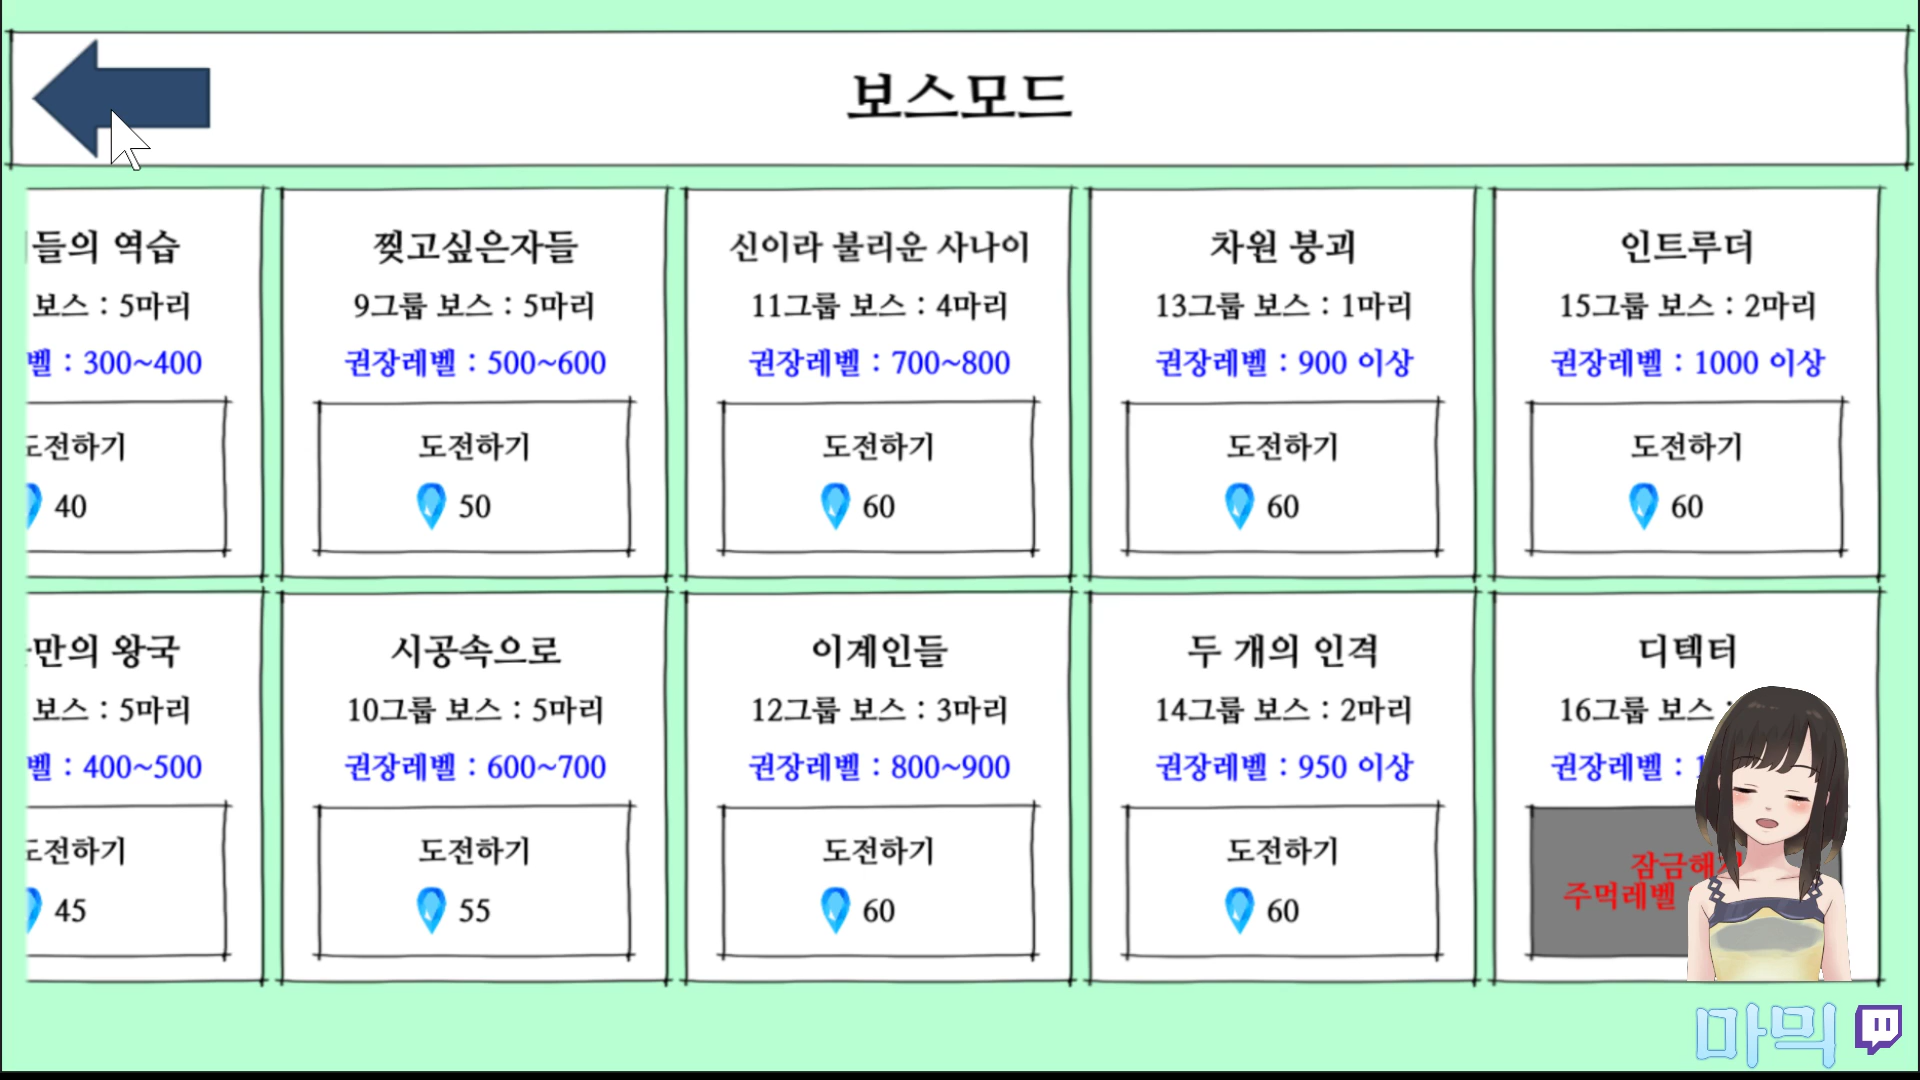 보스모드
들의 역습
보스 : 5마리
벨 : 300~400
도전하기
40
찢고싶은자들
9그룹 보스 : 5마리
권장레벨 : 500~600
도전하기
50
신이라 불리운 사나이
11그룹 보스 : 4마리
권장레벨 : 700~800
도전하기
60
차원 붕괴
13그룹 보스 : 1마리
권장레벨 : 900 이상
도전하기
60
인트루더
15그룹 보스 : 2마리
권장레벨 : 1000 이상
도전하기
60
만의 왕국
보스 : 5마리
벨 : 400~500
도전하기
45
시공속으로
10그룹 보스 : 5마리
권장레벨 : 600~700
도전하기
55
이계인들
12그룹 보스 : 3마리
권장레벨 : 800~900
도전하기
60
두 개의 인격
14그룹 보스 : 2마리
권장레벨 : 950 이상
도전하기
60
디텍터
16그룹 보스 :
권장레벨 : 1
잠금해
주먹레벨
마믹